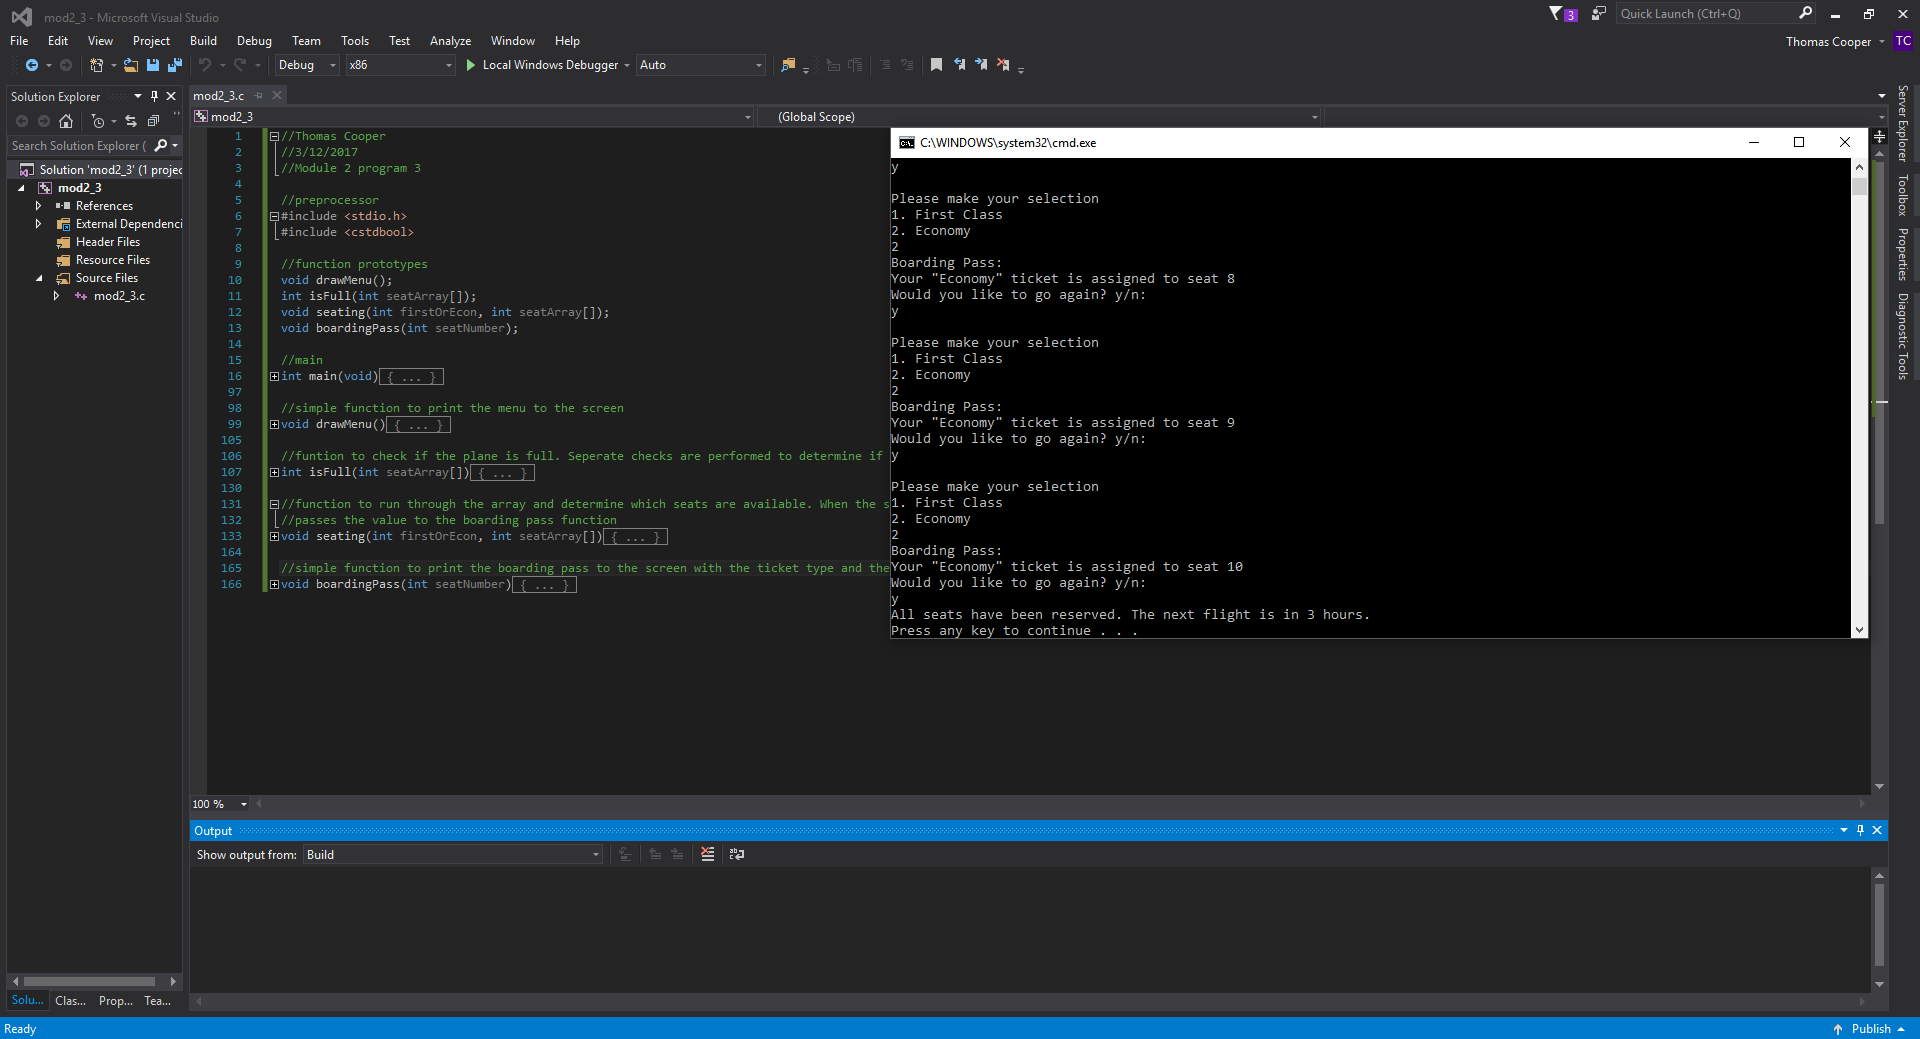 mod2_3 - Microsoft Visual Studio
3
Quick Launch (Ctrl+Q)
File Edit View Project Build Debug Team Tools Test Analyze Window Help
Thomas Cooper TC
Debug x86 Local Windows Debugger Auto
Solution Explorer
Search Solution Explorer (
Solution 'mod2_3' (1 projec
mod2_3
References
External Dependenci
Header Files
Resource Files
Source Files
mod2_3.c
Solu... Clas... Prop... Tea...
mod2_3.c
mod2_3 (Global Scope)
1 //Thomas Cooper
2 //3/12/2017
3 //Module 2 program 3
4
5 //preprocessor
6 #include <stdio.h>
7 #include <cstdbool>
8
9 //function prototypes
10 void drawMenu();
11 int isFull(int seatArray[]);
12 void seating(int firstOrEcon, int seatArray[]);
13 void boardingPass(int seatNumber);
14
15 //main
16 int main(void){ ... }
97
98 //simple function to print the menu to the screen
99 void drawMenu(){ ... }
105
106 //funtion to check if the plane is full. Seperate checks are performed to determine if
107 int isFull(int seatArray[]){ ... }
130
131 //function to run through the array and determine which seats are available. When the s
132 //passes the value to the boarding pass function
133 void seating(int firstOrEcon, int seatArray[]){ ... }
164
165 //simple function to print the boarding pass to the screen with the ticket type and the
166 void boardingPass(int seatNumber){ ... }
100 %
C:\WINDOWS\system32\cmd.exe
y
Please make your selection
1. First Class
2. Economy
2
Boarding Pass:
Your "Economy" ticket is assigned to seat 8
Would you like to go again? y/n:
y
Please make your selection
1. First Class
2. Economy
2
Boarding Pass:
Your "Economy" ticket is assigned to seat 9
Would you like to go again? y/n:
y
Please make your selection
1. First Class
2. Economy
2
Boarding Pass:
Your "Economy" ticket is assigned to seat 10
Would you like to go again? y/n:
y
All seats have been reserved. The next flight is in 3 hours.
Press any key to continue . . .
Server Explorer
Toolbox
Properties
Diagnostic Tools
Output
Show output from: Build
Ready
Publish